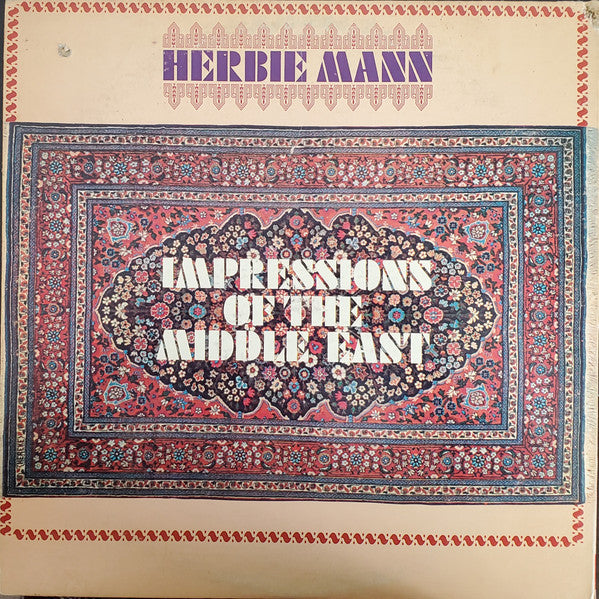 HERBIE MANN
IMPRESSIONS
OF THE
MIDDLE EAST